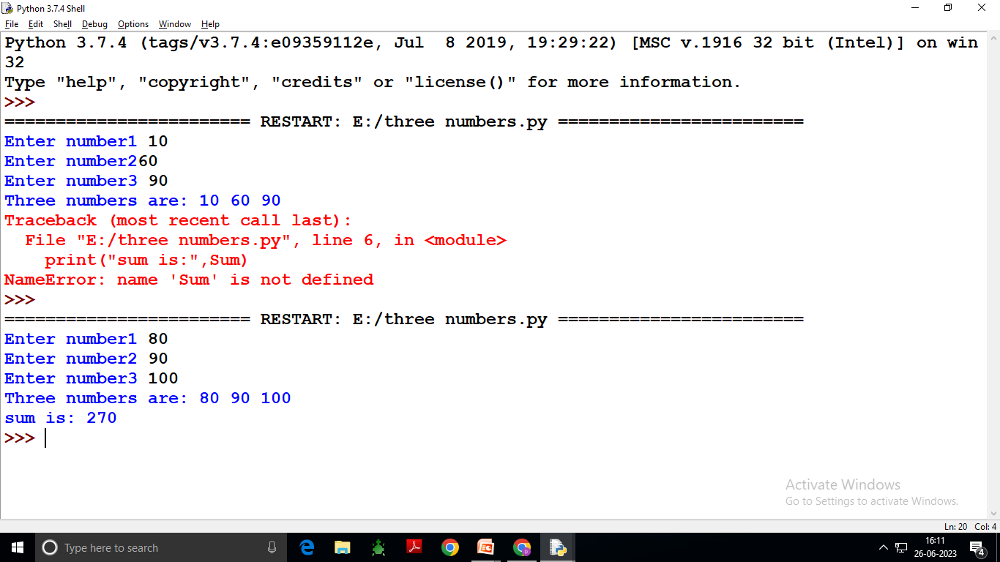 Python 3.7.4 Shell
File Edit Shell Debug Options Window Help
Python 3.7.4 (tags/v3.7.4:e09359112e, Jul  8 2019, 19:29:22) [MSC v.1916 32 bit (Intel)] on win
32
Type "help", "copyright", "credits" or "license()" for more information.
>>>
======================== RESTART: E:/three numbers.py ========================
Enter number1 10
Enter number260
Enter number3 90
Three numbers are: 10 60 90
Traceback (most recent call last):
  File "E:/three numbers.py", line 6, in <module>
    print("sum is:",Sum)
NameError: name 'Sum' is not defined
>>>
======================== RESTART: E:/three numbers.py ========================
Enter number1 80
Enter number2 90
Enter number3 100
Three numbers are: 80 90 100
sum is: 270
>>>
Activate Windows
Go to Settings to activate Windows.
Ln: 20 Col: 4
Type here to search
16:11
26-06-2023
4